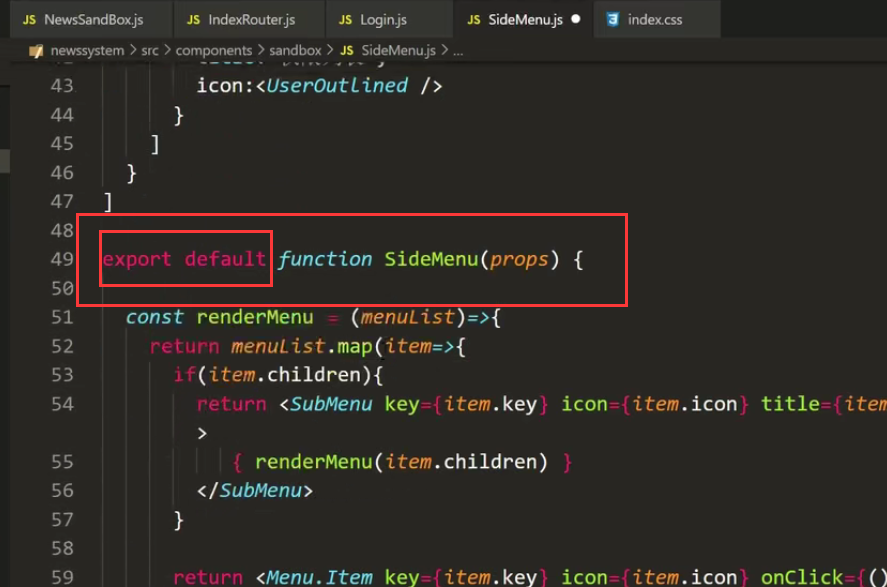 JS NewsSandBox.js JS IndexRouter.js JS Login.js JS SideMenu.js ● index.css
newssystem > src > components > sandbox > JS SideMenu.js > ...
43 icon:<UserOutlined />
44 }
45 ]
46 }
47 ]
48
49 export default function SideMenu(props) {
50
51 const renderMenu = (menuList)=>{
52 return menuList.map(item=>{
53 if(item.children){
54 return <SubMenu key={item.key} icon={item.icon} title={item
>
55 { renderMenu(item.children) }
56 </SubMenu>
57 }
58
59 return <Menu.Item key={item.key} icon={item.icon} onClick={()